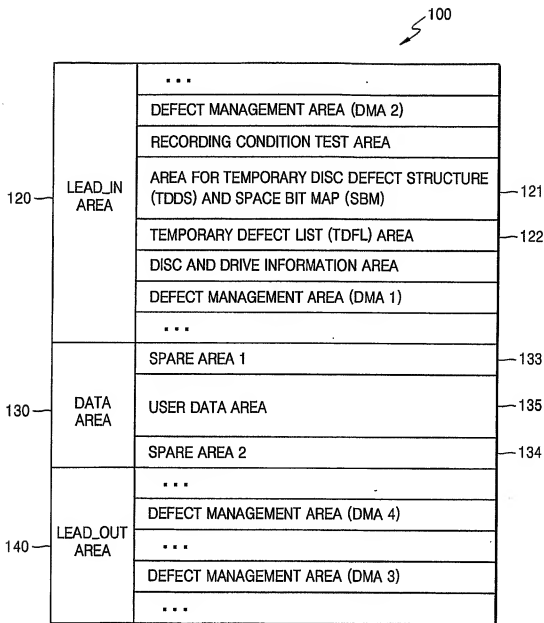 100
...
DEFECT MANAGEMENT AREA (DMA 2)
RECORDING CONDITION TEST AREA
120
LEAD_IN
AREA
AREA FOR TEMPORARY DISC DEFECT STRUCTURE
(TDDS) AND SPACE BIT MAP (SBM)
121
TEMPORARY DEFECT LIST (TDFL) AREA
122
DISC AND DRIVE INFORMATION AREA
DEFECT MANAGEMENT AREA (DMA 1)
...
SPARE AREA 1
133
130
DATA
AREA
USER DATA AREA
135
SPARE AREA 2
134
...
DEFECT MANAGEMENT AREA (DMA 4)
140
LEAD_OUT
AREA
...
DEFECT MANAGEMENT AREA (DMA 3)
...